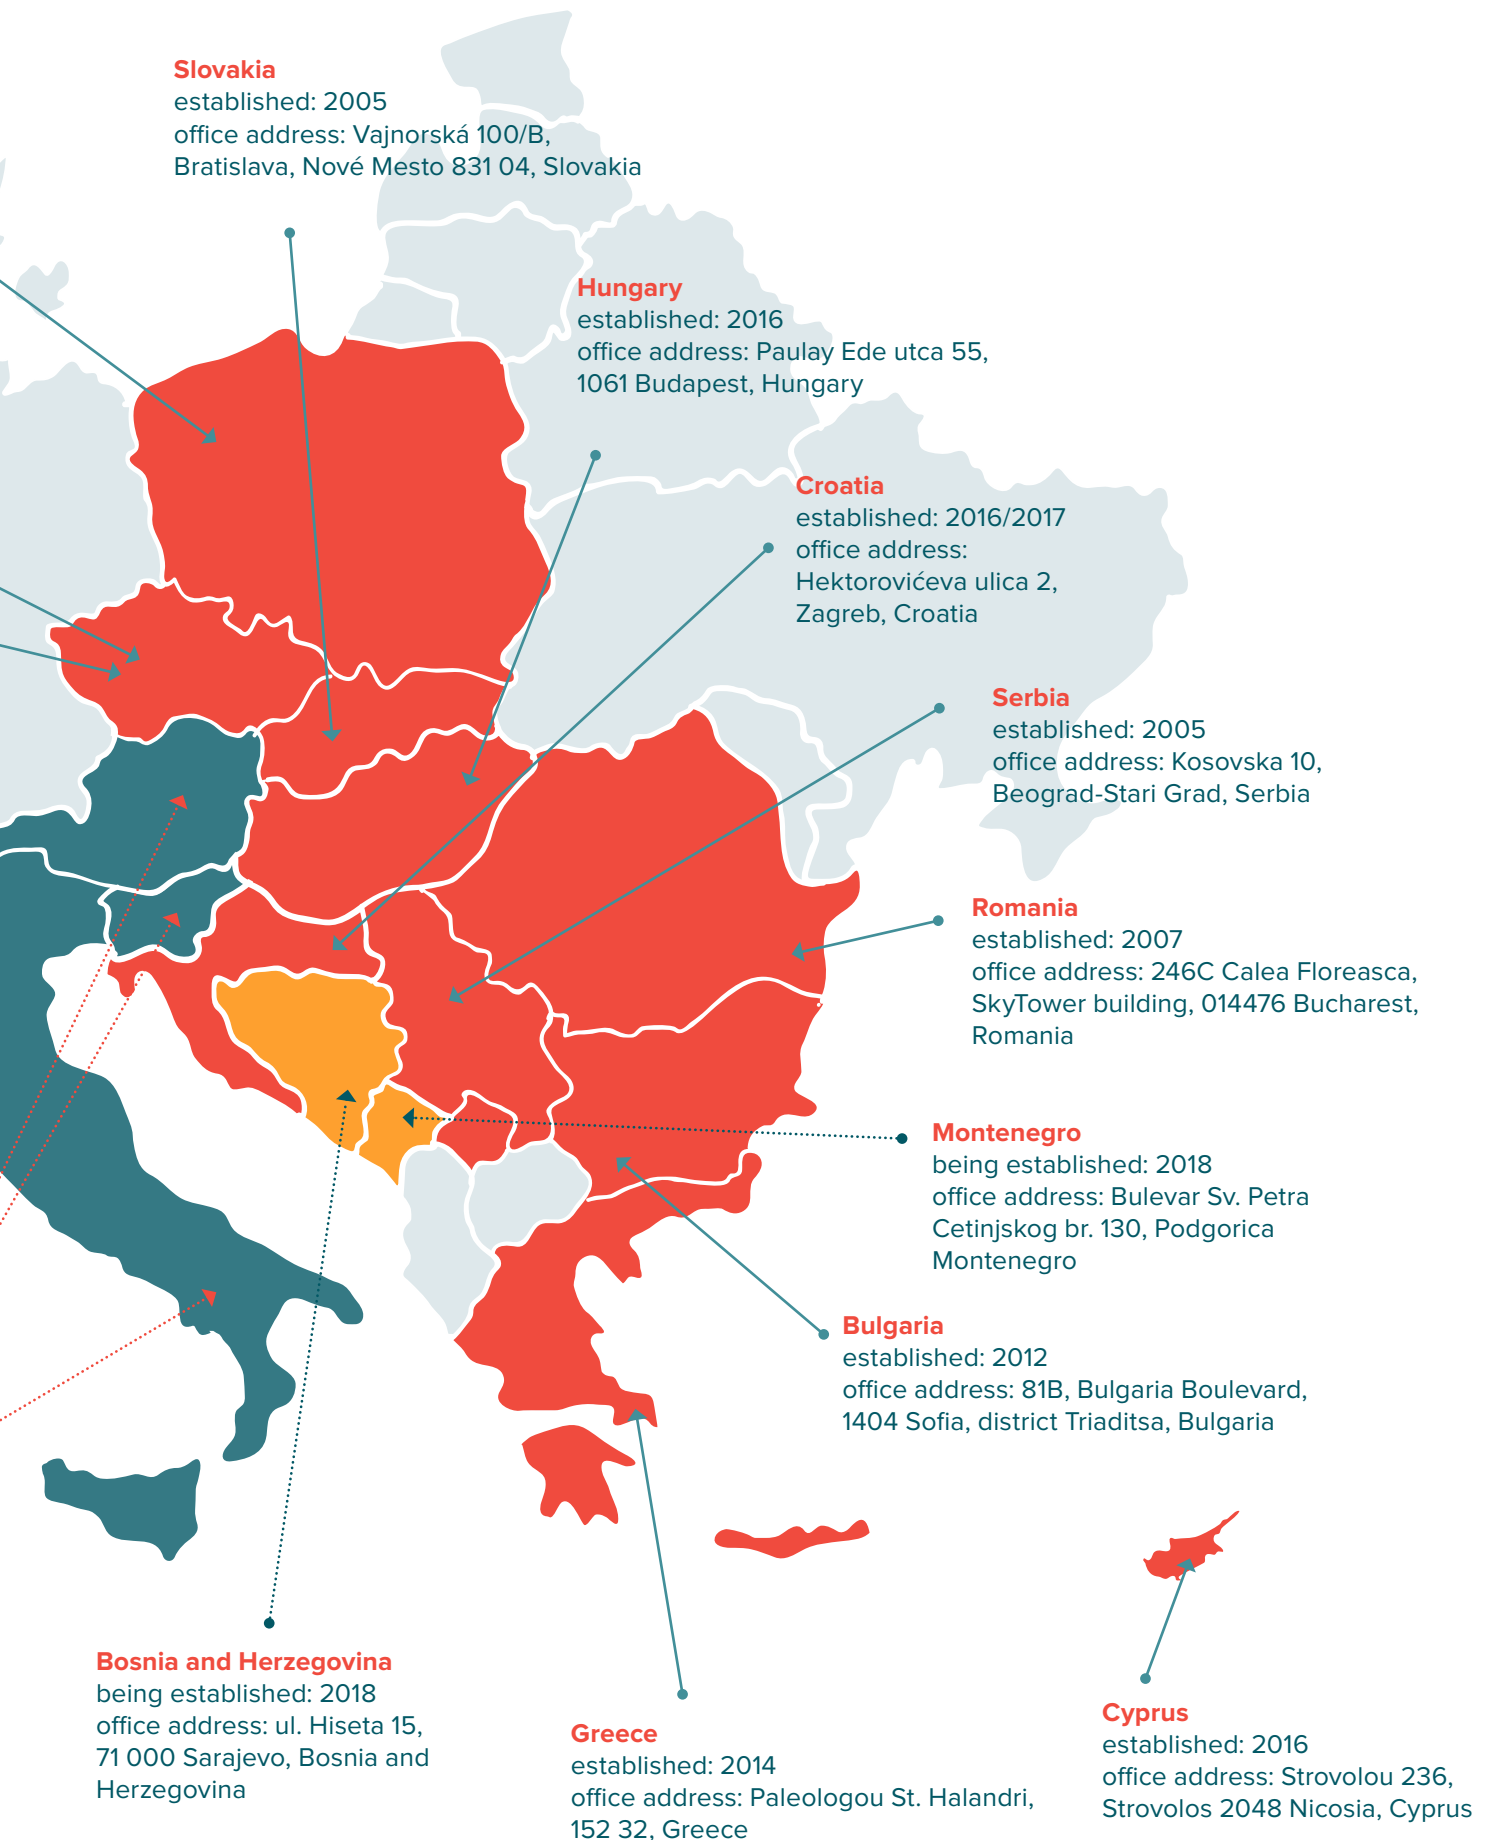 Slovakia
established: 2005
office address: Vajnorská 100/B,
Bratislava, Nové Mesto 831 04, Slovakia
Hungary
established: 2016
office address: Paulay Ede utca 55,
1061 Budapest, Hungary
Croatia
established: 2016/2017
office address:
Hektorovićeva ulica 2,
Zagreb, Croatia
Serbia
established: 2005
office address: Kosovska 10,
Beograd-Stari Grad, Serbia
Romania
established: 2007
office address: 246C Calea Floreasca,
SkyTower building, 014476 Bucharest,
Romania
Montenegro
being established: 2018
office address: Bulevar Sv. Petra
Cetinjskog br. 130, Podgorica
Montenegro
Bulgaria
established: 2012
office address: 81B, Bulgaria Boulevard,
1404 Sofia, district Triaditsa, Bulgaria
Bosnia and Herzegovina
being established: 2018
office address: ul. Hiseta 15,
71 000 Sarajevo, Bosnia and
Herzegovina
Greece
established: 2014
office address: Paleologou St. Halandri,
152 32, Greece
Cyprus
established: 2016
office address: Strovolou 236,
Strovolos 2048 Nicosia, Cyprus